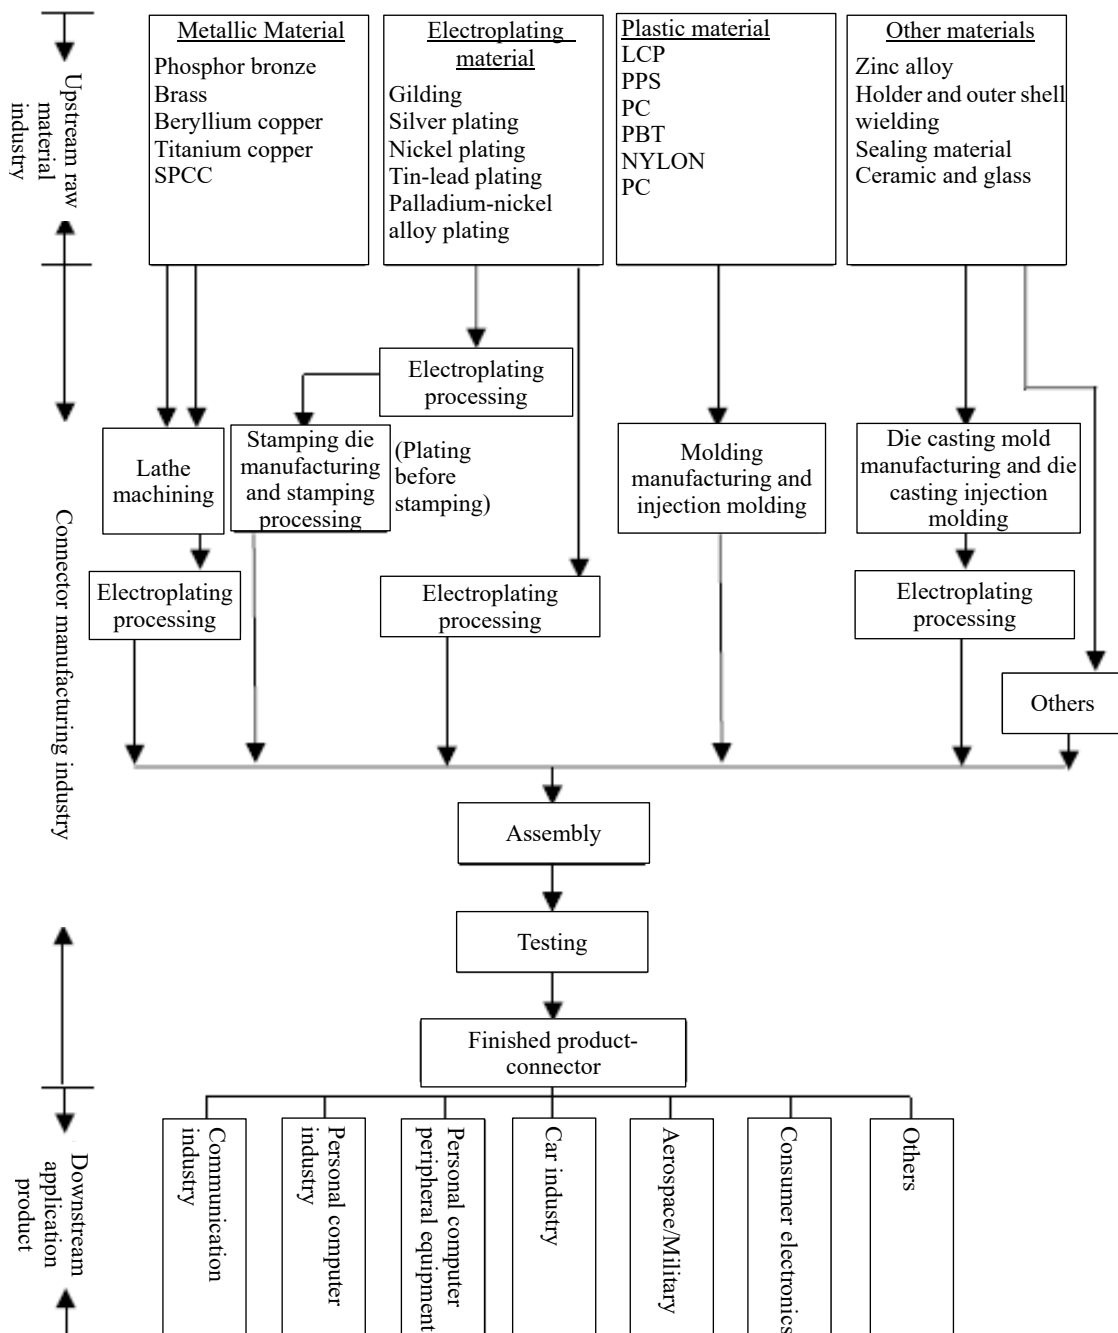 Upstream raw
material
industry
Metallic Material
Phosphor bronze
Brass
Beryllium copper
Titanium copper
SPCC
Electroplating
material
Gilding
Silver plating
Nickel plating
Tin-lead plating
Palladium-nickel
alloy plating
Plastic material
LCP
PPS
PC
PBT
NYLON
PC
Other materials
Zinc alloy
Holder and outer shell
wielding
Sealing material
Ceramic and glass
Connector manufacturing industry
Electroplating
processing
Lathe
machining
Stamping die
manufacturing
and stamping
processing
(Plating
before
stamping)
Molding
manufacturing and
injection molding
Die casting mold
manufacturing and die
casting injection
molding
Electroplating
processing
Electroplating
processing
Electroplating
processing
Others
Assembly
Testing
Finished product-
connector
Downstream
application
product
Communication
industry
Personal computer
industry
Personal computer
peripheral equipment
Car industry
Aerospace/Military
Consumer electronics
Others